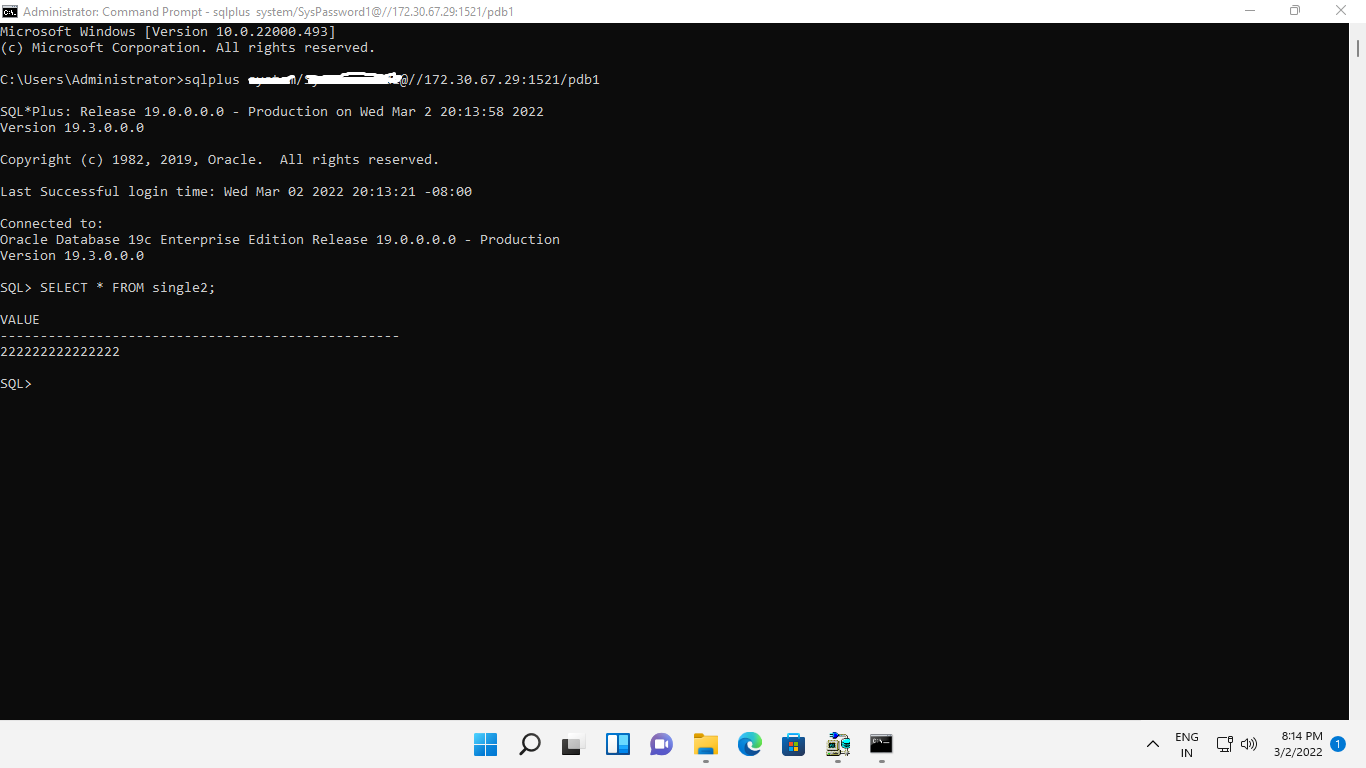 Administrator: Command Prompt - sqlplus system/SysPassword1@//172.30.67.29:1521/pdb1
Microsoft Windows [Version 10.0.22000.493]
(c) Microsoft Corporation. All rights reserved.
C:\Users\Administrator>sqlplus @//172.30.67.29:1521/pdb1
SQL*Plus: Release 19.0.0.0.0 - Production on Wed Mar 2 20:13:58 2022
Version 19.3.0.0.0
Copyright (c) 1982, 2019, Oracle.  All rights reserved.
Last Successful login time: Wed Mar 02 2022 20:13:21 -08:00
Connected to:
Oracle Database 19c Enterprise Edition Release 19.0.0.0.0 - Production
Version 19.3.0.0.0
SQL> SELECT * FROM single2;
VALUE
--------------------------------------------------
222222222222222
SQL>
ENG
IN
8:14 PM
3/2/2022
1